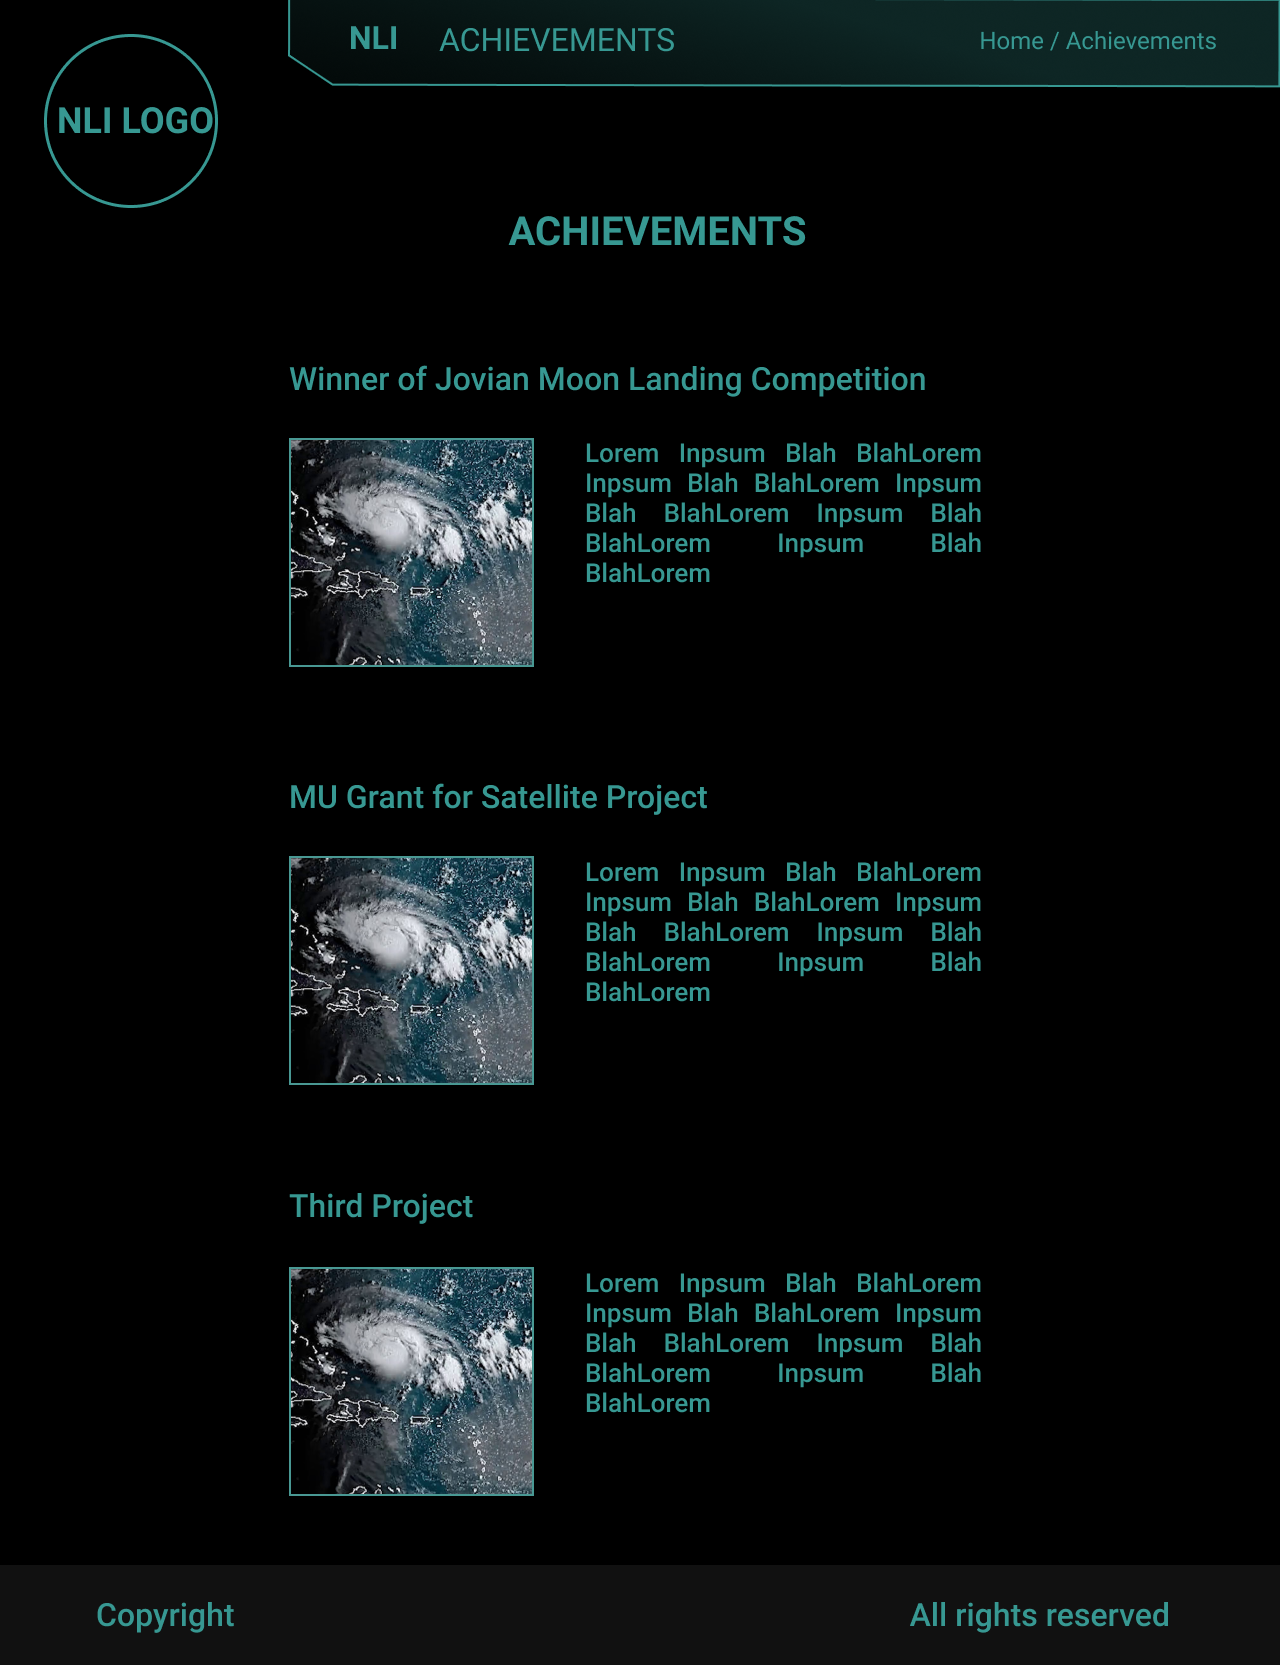 NLI ACHIEVEMENTS Home / Achievements
NLI LOGO
ACHIEVEMENTS
Winner of Jovian Moon Landing Competition
Lorem Inpsum Blah BlahLorem
Inpsum Blah BlahLorem Inpsum
Blah BlahLorem Inpsum Blah
BlahLorem Inpsum Blah
BlahLorem
MU Grant for Satellite Project
Lorem Inpsum Blah BlahLorem
Inpsum Blah BlahLorem Inpsum
Blah BlahLorem Inpsum Blah
BlahLorem Inpsum Blah
BlahLorem
Third Project
Lorem Inpsum Blah BlahLorem
Inpsum Blah BlahLorem Inpsum
Blah BlahLorem Inpsum Blah
BlahLorem Inpsum Blah
BlahLorem
Copyright All rights reserved